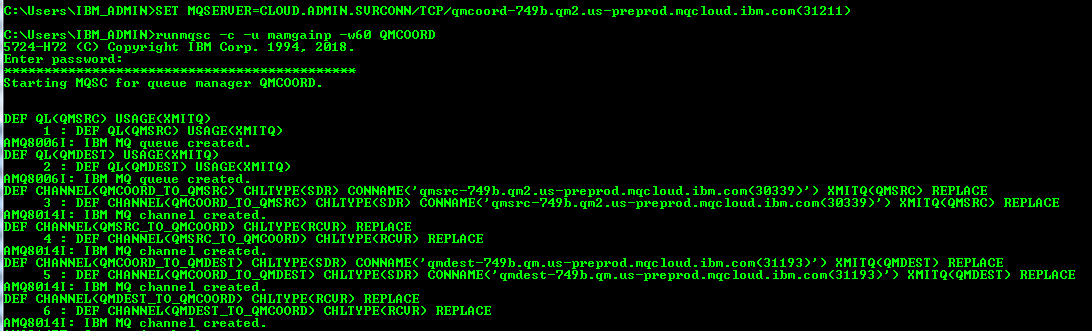 C:\Users\IBM_ADMIN>SET MQSERVER=CLOUD.ADMIN.SVRCONN/TCP/qmcoord-749b.qm2.us-preprod.mqcloud.ibm.com(31211)
C:\Users\IBM_ADMIN>runmqsc -c -u mamgainp -w60 QMCOORD
5724-H72 (C) Copyright IBM Corp. 1994, 2018.
Enter password:
********************************************
Starting MQSC for queue manager QMCOORD.
DEF QL(QMSRC) USAGE(XMITQ)
1 : DEF QL(QMSRC) USAGE(XMITQ)
AMQ8006I: IBM MQ queue created.
DEF QL(QMDEST) USAGE(XMITQ)
2 : DEF QL(QMDEST) USAGE(XMITQ)
AMQ8006I: IBM MQ queue created.
DEF CHANNEL(QMCOORD_TO_QMSRC) CHLTYPE(SDR) CONNAME('qmsrc-749b.qm2.us-preprod.mqcloud.ibm.com(30339)') XMITQ(QMSRC) REPLACE
3 : DEF CHANNEL(QMCOORD_TO_QMSRC) CHLTYPE(SDR) CONNAME('qmsrc-749b.qm2.us-preprod.mqcloud.ibm.com(30339)') XMITQ(QMSRC) REPLACE
AMQ8014I: IBM MQ channel created.
DEF CHANNEL(QMSRC_TO_QMCOORD) CHLTYPE(RCVR) REPLACE
4 : DEF CHANNEL(QMSRC_TO_QMCOORD) CHLTYPE(RCVR) REPLACE
AMQ8014I: IBM MQ channel created.
DEF CHANNEL(QMCOORD_TO_QMDEST) CHLTYPE(SDR) CONNAME('qmdest-749b.qm.us-preprod.mqcloud.ibm.com(31193)') XMITQ(QMDEST) REPLACE
5 : DEF CHANNEL(QMCOORD_TO_QMDEST) CHLTYPE(SDR) CONNAME('qmdest-749b.qm.us-preprod.mqcloud.ibm.com(31193)') XMITQ(QMDEST) REPLACE
AMQ8014I: IBM MQ channel created.
DEF CHANNEL(QMDEST_TO_QMCOORD) CHLTYPE(RCVR) REPLACE
6 : DEF CHANNEL(QMDEST_TO_QMCOORD) CHLTYPE(RCVR) REPLACE
AMQ8014I: IBM MQ channel created.